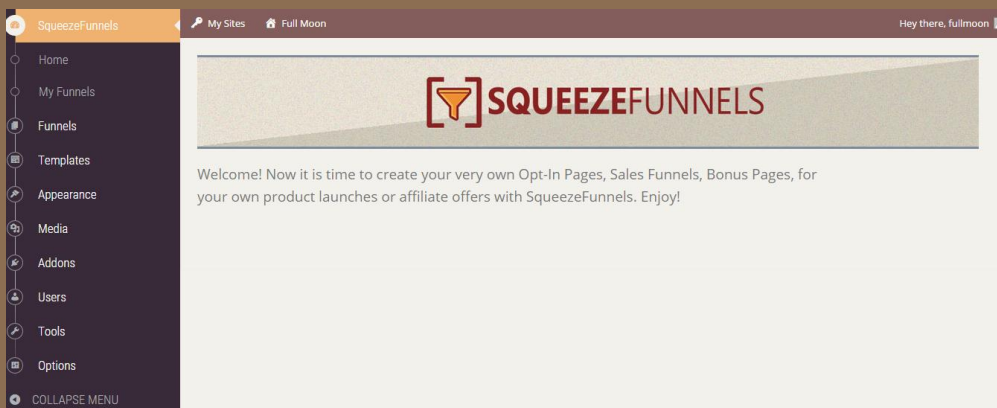 SqueezeFunnels
My Sites
Full Moon
Hey there, fullmoon
Home
My Funnels
Funnels
Templates
Appearance
Media
Addons
Users
Tools
Options
COLLAPSE MENU
SQUEEZEFUNNELS
Welcome! Now it is time to create your very own Opt-In Pages, Sales Funnels, Bonus Pages, for
your own product launches or affiliate offers with SqueezeFunnels. Enjoy!